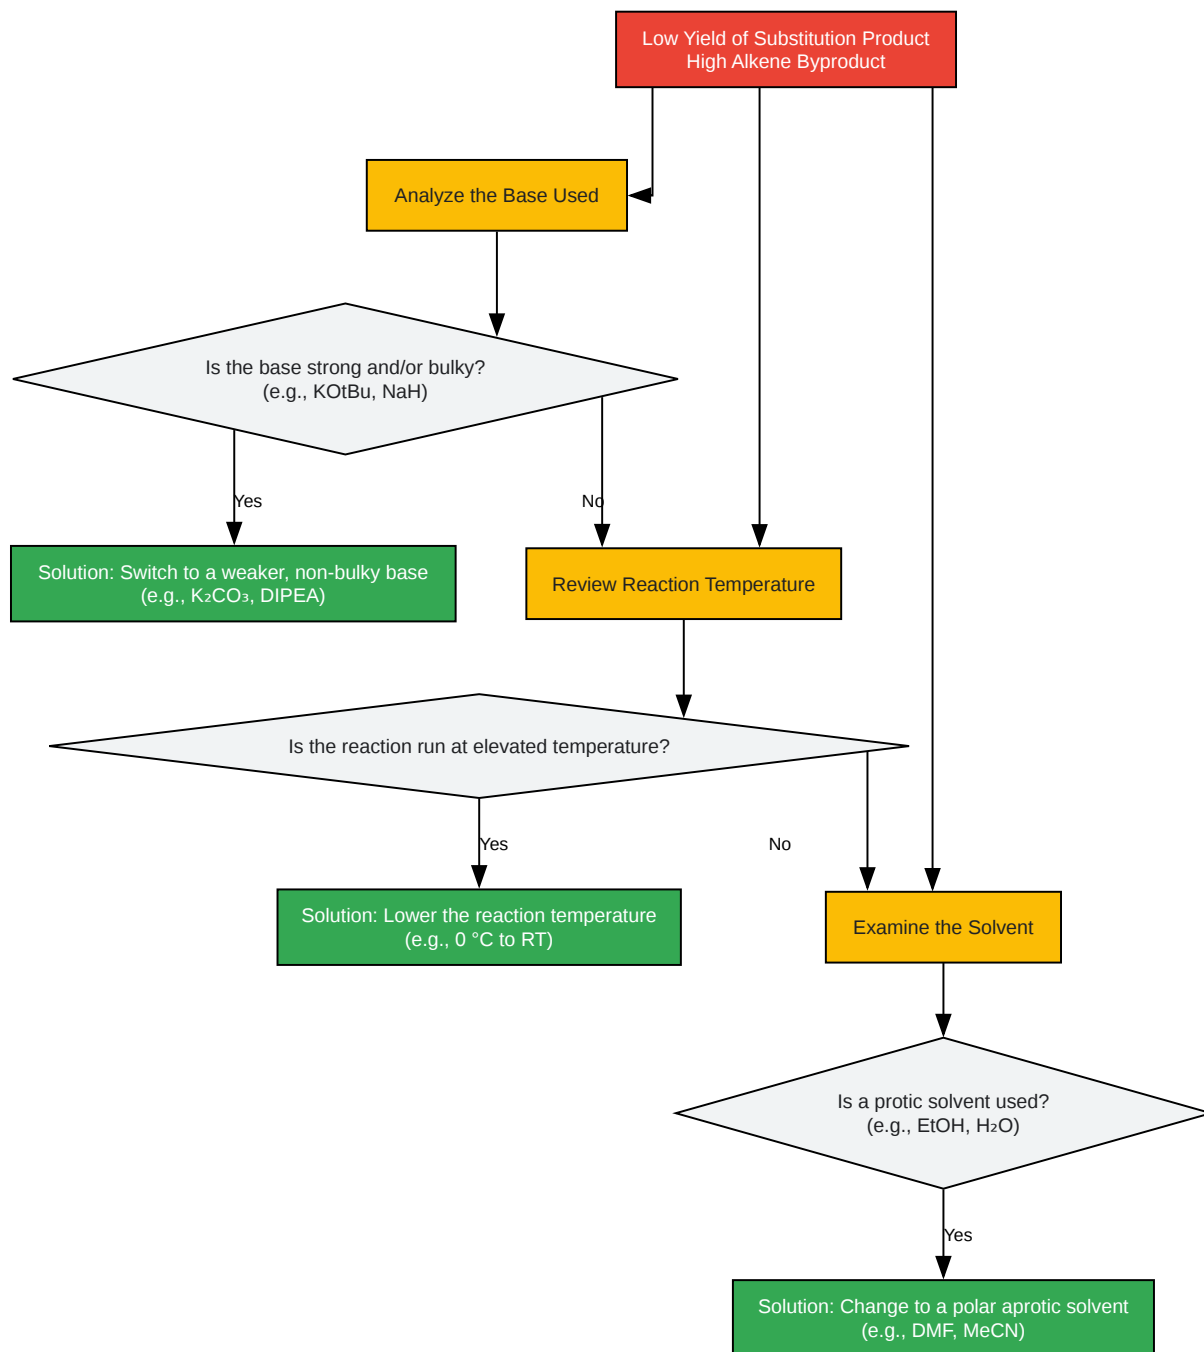 Low Yield of Substitution Product
High Alkene Byproduct
Analyze the Base Used
Is the base strong and/or bulky?
(e.g., KOtBu, NaH)
Yes
No
Solution: Switch to a weaker, non-bulky base
(e.g., K₂CO₃, DIPEA)
Review Reaction Temperature
Is the reaction run at elevated temperature?
Yes
No
Solution: Lower the reaction temperature
(e.g., 0 °C to RT)
Examine the Solvent
Is a protic solvent used?
(e.g., EtOH, H₂O)
Yes
Solution: Change to a polar aprotic solvent
(e.g., DMF, MeCN)